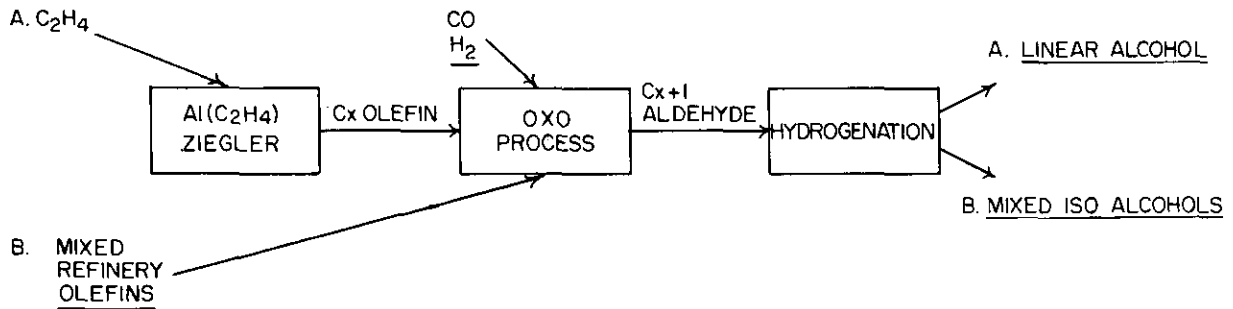 A. C₂H₄
CO
H₂
A. LINEAR ALCOHOL
Al(C₂H₄)
ZIEGLER
Cx OLEFIN
OXO
PROCESS
Cx+1
ALDEHYDE
HYDROGENATION
B. MIXED ISO ALCOHOLS
B. MIXED
REFINERY
OLEFINS